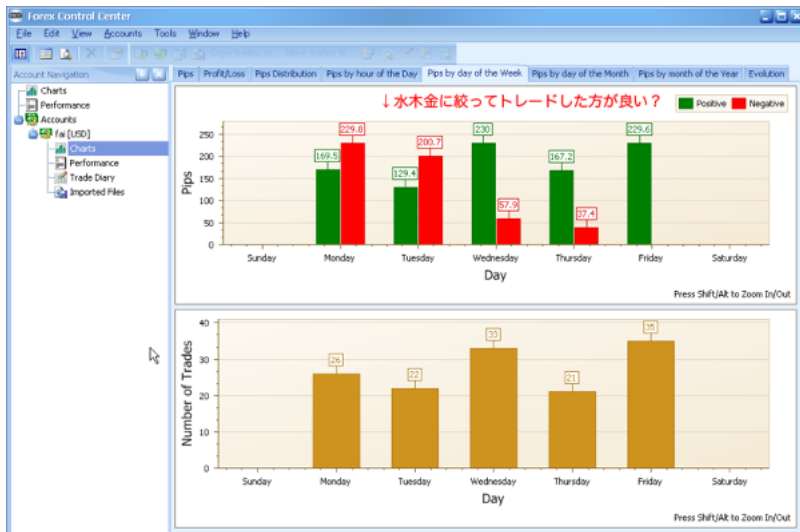 Forex Control Center
File Edit View Accounts Tools Window Help
Account Navigation
Charts
Performance
Accounts
fai [USD]
Charts
Performance
Trade Diary
Imported Files
Pips Profit/Loss Pips Distribution Pips by hour of the Day Pips by day of the Week Pips by day of the Month Pips by month of the Year Evolution
↓水木金に絞ってトレードした方が良い？
Positive Negative
Pips
250
200
150
100
50
0
169.5 229.8 129.4 200.7 230 57.9 167.2 37.4 229.6
Sunday Monday Tuesday Wednesday Thursday Friday Saturday
Day
Press Shift/Alt to Zoom In/Out
Number of Trades
40
30
20
10
0
26 22 33 21 35
Sunday Monday Tuesday Wednesday Thursday Friday Saturday
Day
Press Shift/Alt to Zoom In/Out